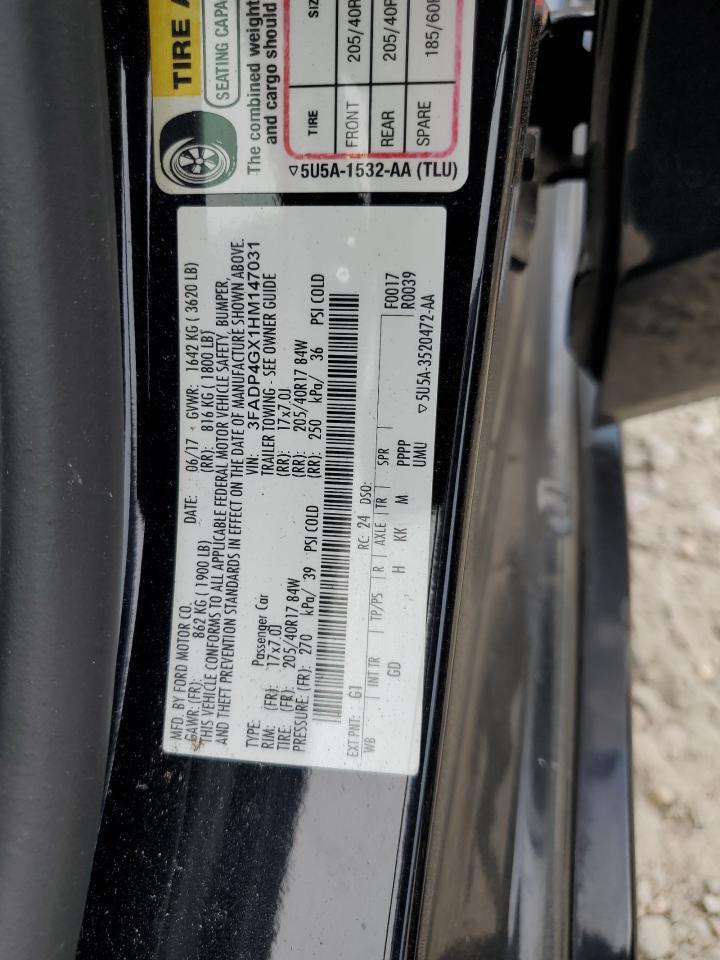 TIRE A
SEATING CAPA
The combined weight
and cargo should
TIRE SIZ
FRONT 205/40R
REAR 205/40R
SPARE 185/60R
▽5U5A-1532-AA (TLU)
MFD. BY FORD MOTOR CO.
DATE: 06/17 GVWR: 1642 KG ( 3620 LB)
GAWR: (FR): 862 KG ( 1900 LB) (RR): 816 KG ( 1800 LB)
THIS VEHICLE CONFORMS TO ALL APPLICABLE FEDERAL MOTOR VEHICLE SAFETY, BUMPER,
AND THEFT PREVENTION STANDARDS IN EFFECT ON THE DATE OF MANUFACTURE SHOWN ABOVE.
VIN: 3FADP4GX1HM147031
TYPE: Passenger Car TRAILER TOWING - SEE OWNER GUIDE
RIM: (FR): 17x7.0J (RR): 17x7.0J
TIRE: (FR): 205/40R17 84W (RR): 205/40R17 84W
PRESSURE: (FR): 270 kPa/ 39 PSI COLD (RR): 250 kPa/ 36 PSI COLD
EXT PNT: G1 RC: 24 DSO: F0017
WB INT TR TP/PS R AXLE TR SPR R0039
GD H KK M PPPP
UMU ▽5U5A-3520472-AA